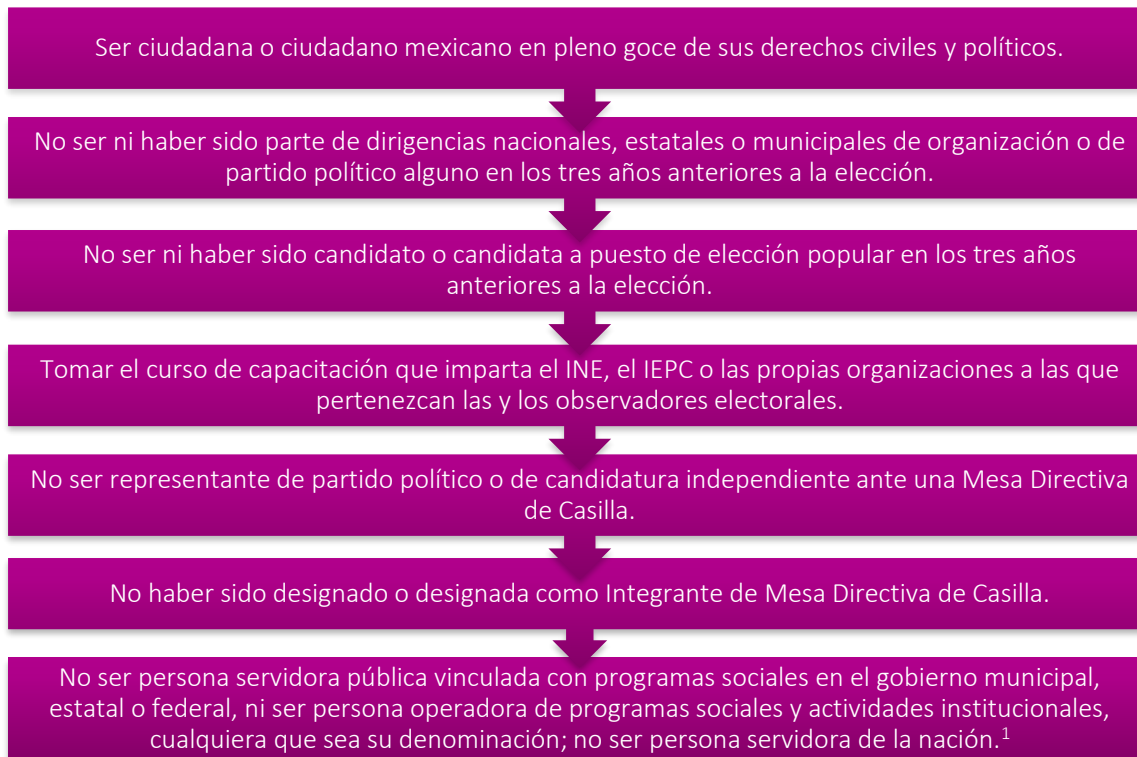 Ser ciudadana o ciudadano mexicano en pleno goce de sus derechos civiles y políticos.
No ser ni haber sido parte de dirigencias nacionales, estatales o municipales de organización o de
partido político alguno en los tres años anteriores a la elección.
No ser ni haber sido candidato o candidata a puesto de elección popular en los tres años
anteriores a la elección.
Tomar el curso de capacitación que imparta el INE, el IEPC o las propias organizaciones a las que
pertenezcan las y los observadores electorales.
No ser representante de partido político o de candidatura independiente ante una Mesa Directiva
de Casilla.
No haber sido designado o designada como Integrante de Mesa Directiva de Casilla.
No ser persona servidora pública vinculada con programas sociales en el gobierno municipal,
estatal o federal, ni ser persona operadora de programas sociales y actividades institucionales,
cualquiera que sea su denominación; no ser persona servidora de la nación.¹